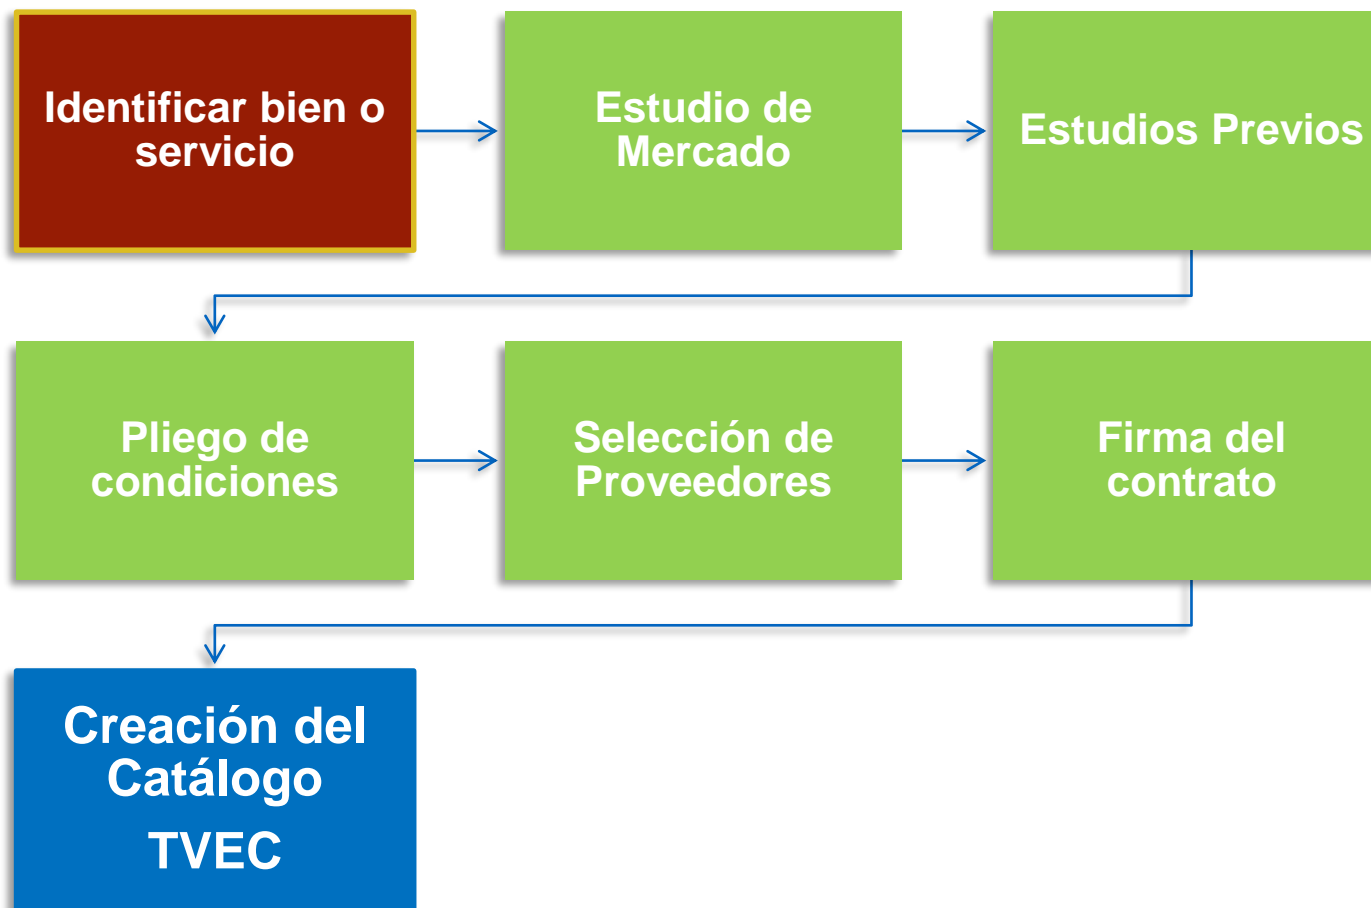 Identificar bien o
servicio
Estudio de
Mercado
Estudios Previos
Pliego de
condiciones
Selección de
Proveedores
Firma del
contrato
Creación del
Catálogo
TVEC